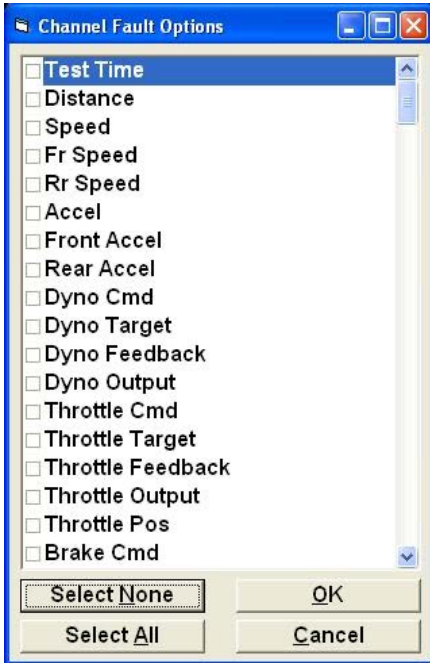 Channel Fault Options
Test Time
Distance
Speed
Fr Speed
Rr Speed
Accel
Front Accel
Rear Accel
Dyno Cmd
Dyno Target
Dyno Feedback
Dyno Output
Throttle Cmd
Throttle Target
Throttle Feedback
Throttle Output
Throttle Pos
Brake Cmd
Select None OK
Select All Cancel